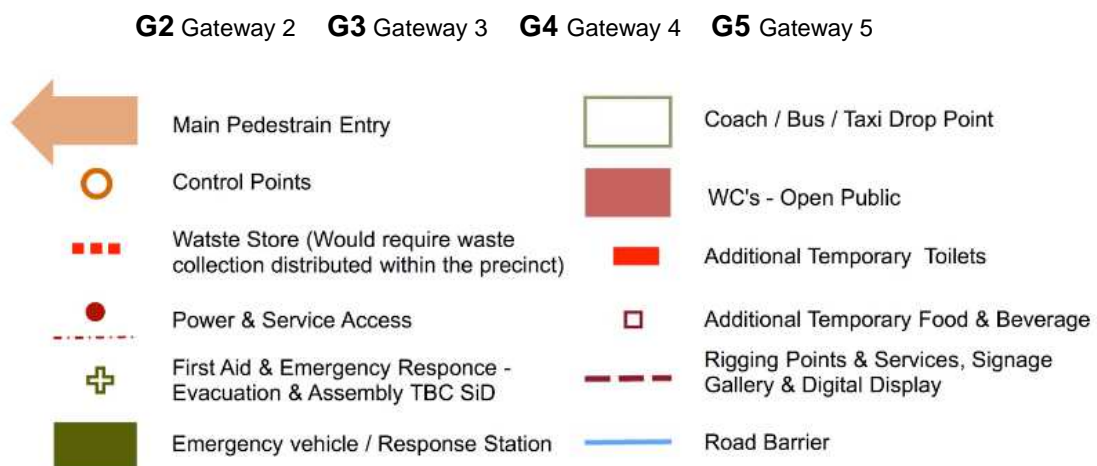 G2 Gateway 2 G3 Gateway 3 G4 Gateway 4 G5 Gateway 5
Main Pedestrain Entry
Control Points
Watste Store (Would require waste
collection distributed within the precinct)
Power & Service Access
First Aid & Emergency Responce -
Evacuation & Assembly TBC SiD
Emergency vehicle / Response Station
Coach / Bus / Taxi Drop Point
WC's - Open Public
Additional Temporary Toilets
Additional Temporary Food & Beverage
Rigging Points & Services, Signage
Gallery & Digital Display
Road Barrier